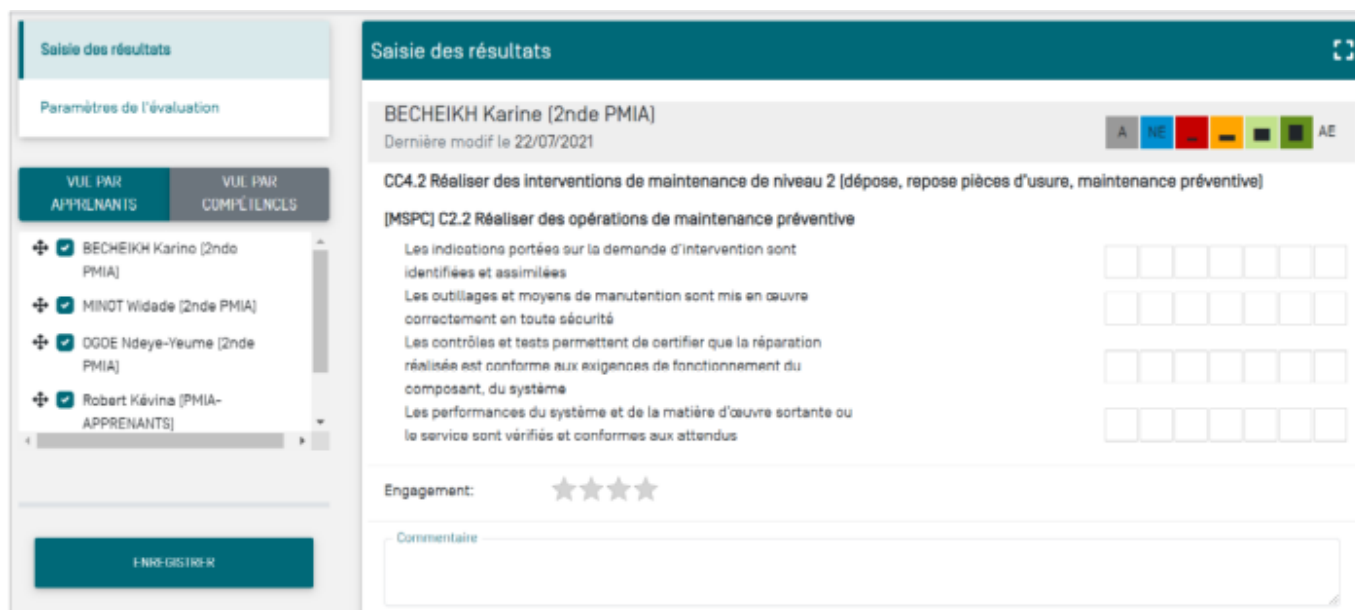 Saisie des résultats
Paramètres de l'évaluation
VUE PAR
APPRENANTS
VUE PAR
COMPÉTENCES
BECHEIKH Karine (2nde
PMIA)
MINOT Widade (2nde PMIA)
OGOE Ndeye-Yeume (2nde
PMIA)
Robert Kévina (PMIA-
APPRENANTS)
ENREGISTRER
Saisie des résultats
BECHEIKH Karine (2nde PMIA)
Dernière modif le 22/07/2021
A NE AE
CC4.2 Réaliser des interventions de maintenance de niveau 2 (dépose, repose pièces d'usure, maintenance préventive)
[MSPC] C2.2 Réaliser des opérations de maintenance préventive
Les indications portées sur la demande d'intervention sont
identifiées et assimilées
Les outillages et moyens de manutention sont mis en œuvre
correctement en toute sécurité
Les contrôles et tests permettent de certifier que la réparation
réalisée est conforme aux exigences de fonctionnement du
composant, du système
Les performances du système et de la matière d'œuvre sortante ou
le service sont vérifiés et conformes aux attendus
Engagement:
Commentaire